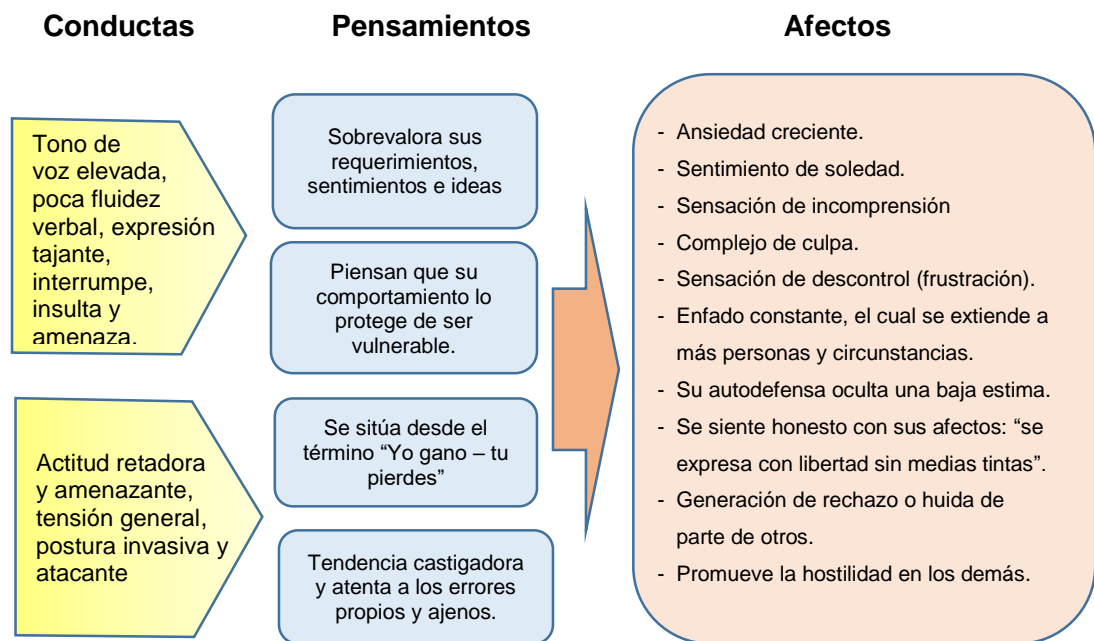 Conductas
Pensamientos
Afectos
Tono de
voz elevada,
poca fluidez
verbal, expresión
tajante,
interrumpe,
insulta y
amenaza.
Actitud retadora
y amenazante,
tensión general,
postura invasiva y
atacante
Sobrevalora sus
requerimientos,
sentimientos e ideas
Piensan que su
comportamiento lo
protege de ser
vulnerable.
Se sitúa desde el
término “Yo gano – tu
pierdes”
Tendencia castigadora
y atenta a los errores
propios y ajenos.
- Ansiedad creciente.
- Sentimiento de soledad.
- Sensación de incomprensión
- Complejo de culpa.
- Sensación de descontrol (frustración).
- Enfado constante, el cual se extiende a
más personas y circunstancias.
- Su autodefensa oculta una baja estima.
- Se siente honesto con sus afectos: “se
expresa con libertad sin medias tintas”.
- Generación de rechazo o huida de
parte de otros.
- Promueve la hostilidad en los demás.